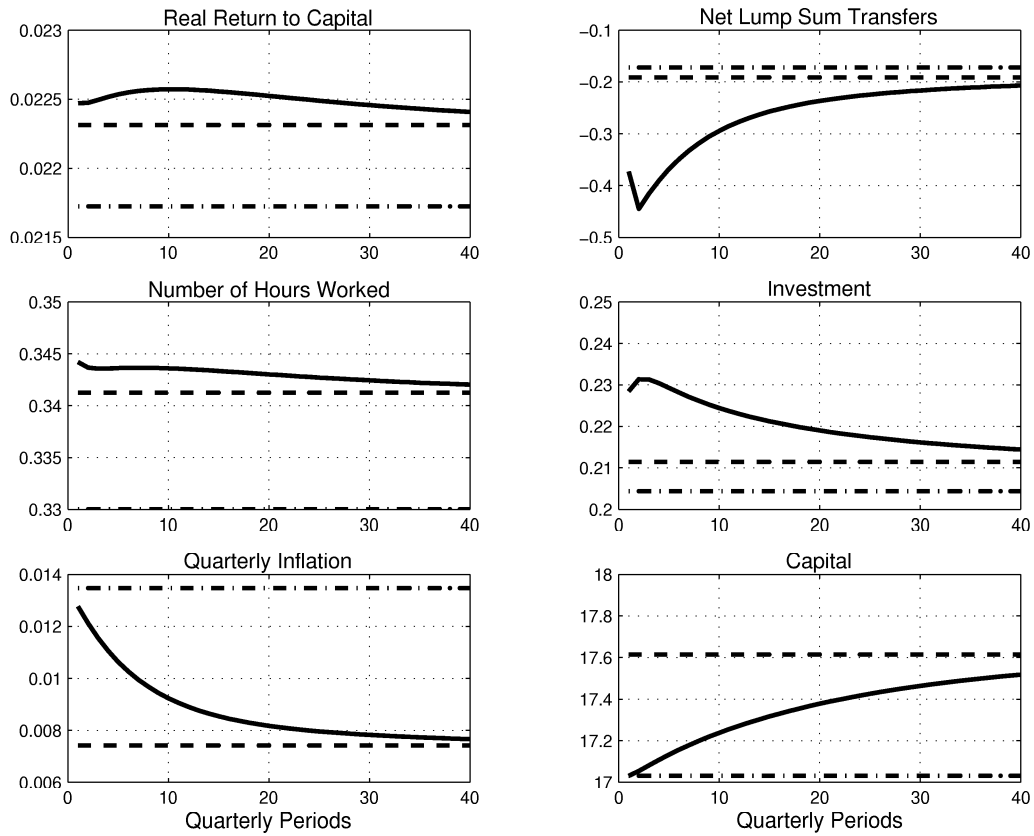 Real Return to Capital
0.023
0.0225
0.022
0.0215
0 10 20 30 40
Net Lump Sum Transfers
−0.1
−0.2
−0.3
−0.4
−0.5
0 10 20 30 40
Number of Hours Worked
0.35
0.345
0.34
0.335
0.33
0 10 20 30 40
Investment
0.25
0.24
0.23
0.22
0.21
0.2
0 10 20 30 40
Quarterly Inflation
0.014
0.012
0.01
0.008
0.006
0 10 20 30 40
Quarterly Periods
Capital
18
17.8
17.6
17.4
17.2
17
0 10 20 30 40
Quarterly Periods